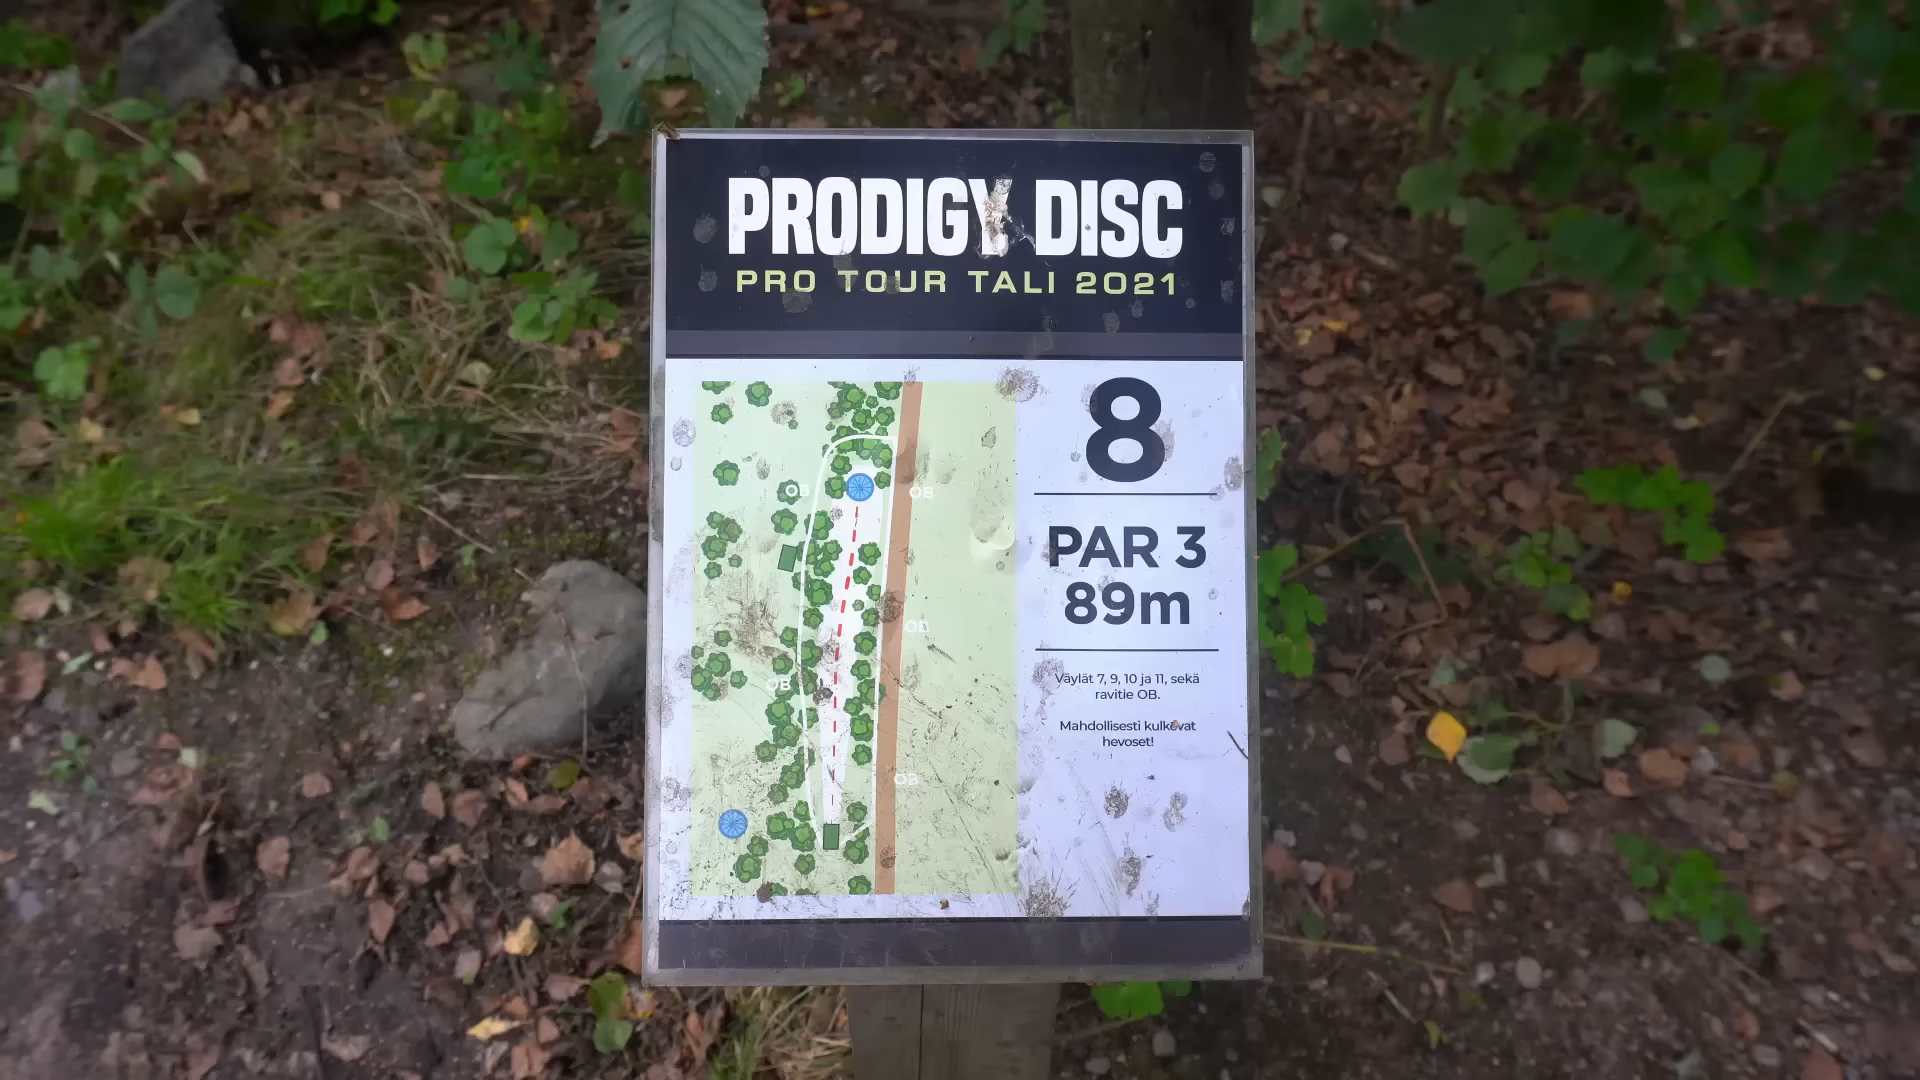 PRODIGY DISC
PRO TOUR TALI 2021
8
PAR 3
89m
Väylät 7, 9, 10 ja 11, sekä
ravitie OB.
Mahdollisesti kulkevat
hevoset!
OB
OB
OB
OB
OB